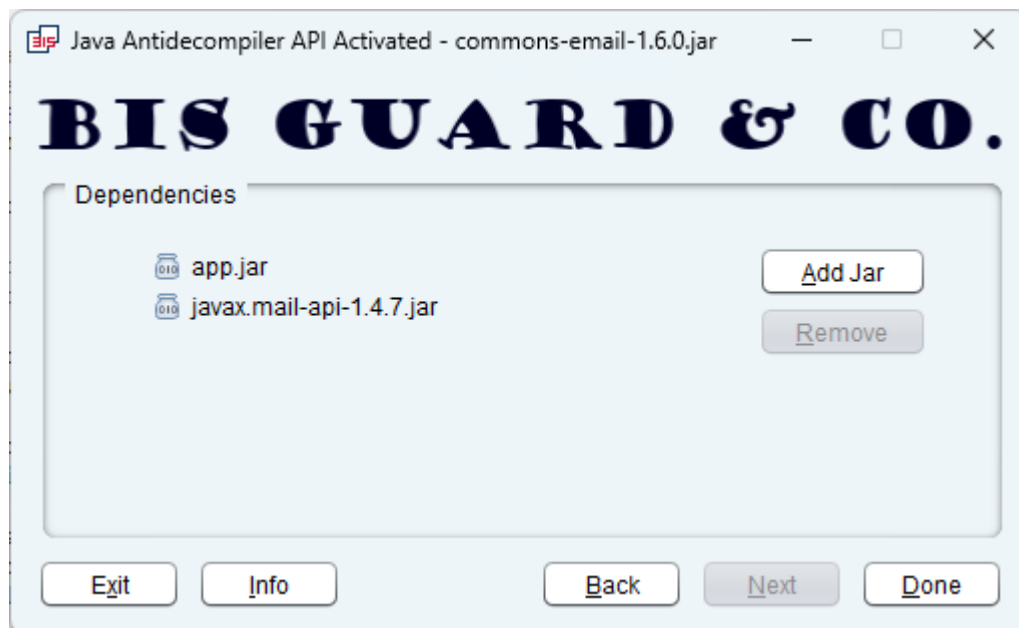 Java Antidecompiler API Activated - commons-email-1.6.0.jar
BIS GUARD & CO.
Dependencies
app.jar
Add Jar
javax.mail-api-1.4.7.jar
Remove
Exit Info Back Next Done